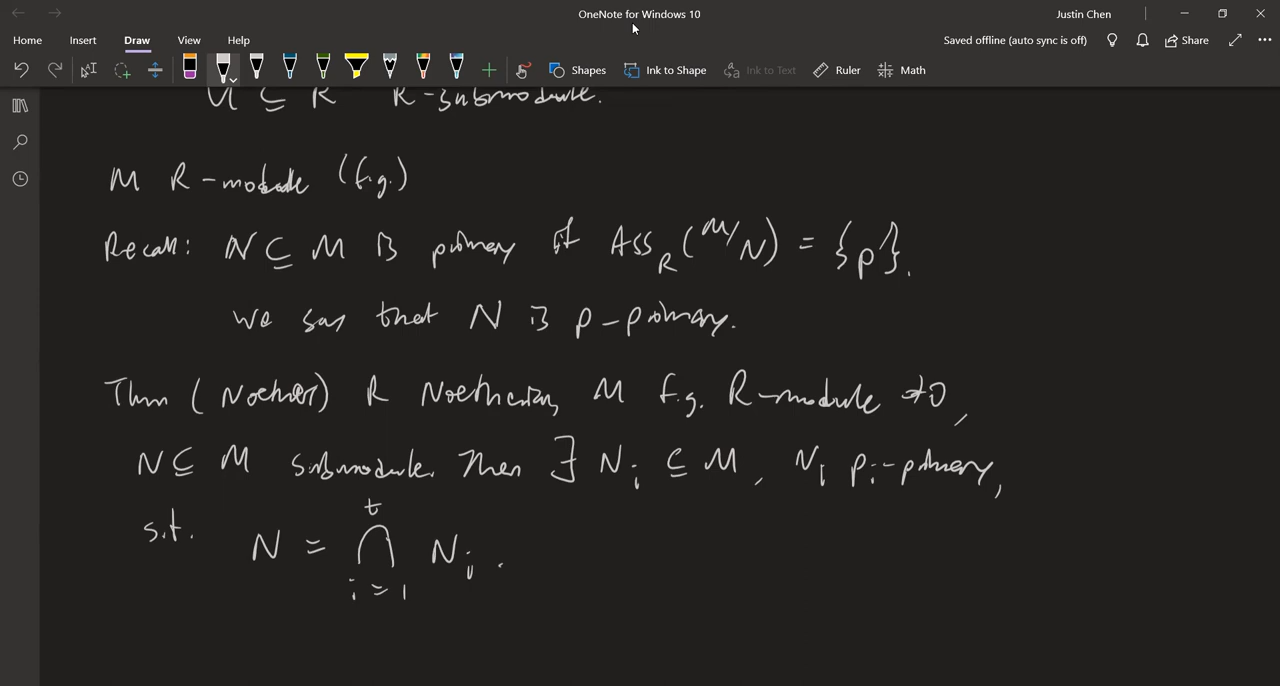 OneNote for Windows 10
Justin Chen
Home Insert Draw View Help
Saved offline (auto sync is off) Share
Shapes Ink to Shape Ink to Text Ruler Math
U ⊆ R R-submodule.
M R-module (f.g.)
Recall: N ⊆ M is primary if Ass_R (M/N) = {p}.
We say that N is p-primary.
Thm (Noether) R Noetherian, M f.g. R-module ≠0,
N ⊆ M submodule. Then ∃ N_i ⊆ M, N_i p_i-primary,
s.t. N = ⋂_{i=1}^{t} N_i.